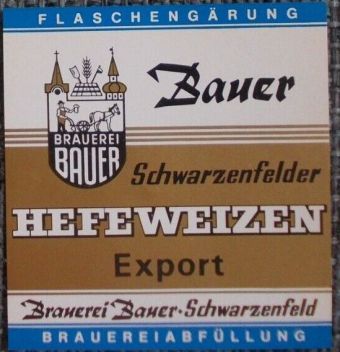 FLASCHENGÄRUNG
Bauer
BRAUEREI
BAUER
Schwarzenfelder
HEFEWEIZEN
Export
Brauerei Bauer·Schwarzenfeld
BRAUEREIABFÜLLUNG